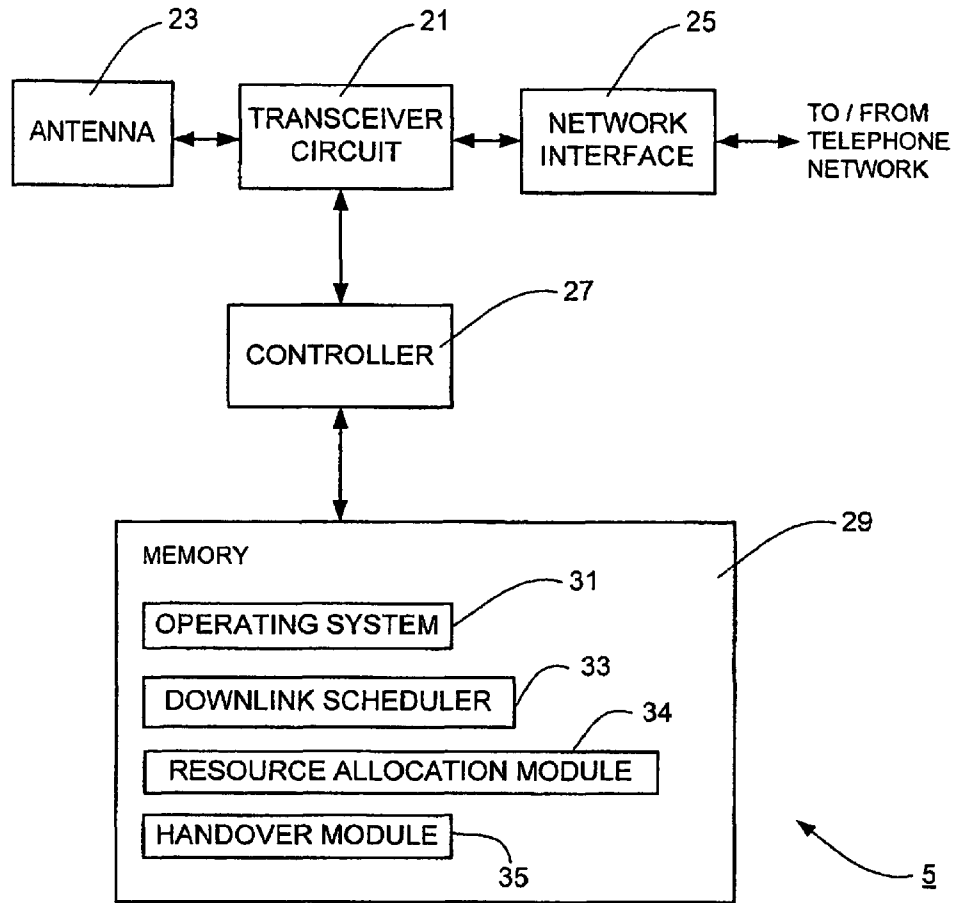 23
21
25
ANTENNA
TRANSCEIVER
CIRCUIT
NETWORK
INTERFACE
TO / FROM
TELEPHONE
NETWORK
27
CONTROLLER
29
MEMORY
31
OPERATING SYSTEM
33
DOWNLINK SCHEDULER
34
RESOURCE ALLOCATION MODULE
HANDOVER MODULE
35
5